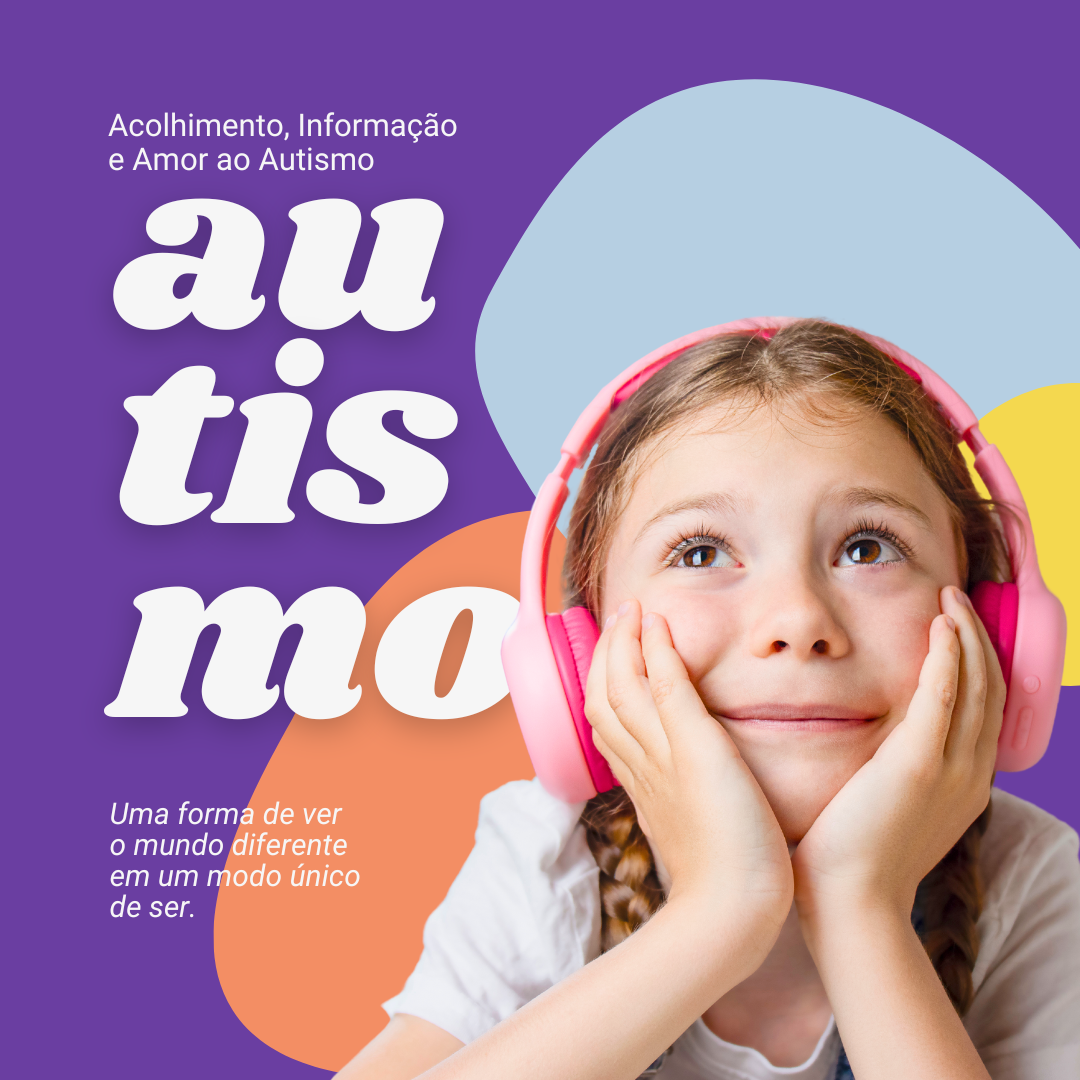 Acolhimento, Informação
e Amor ao Autismo
au
tis
mo
Uma forma de ver
o mundo diferente
em um modo único
de ser.